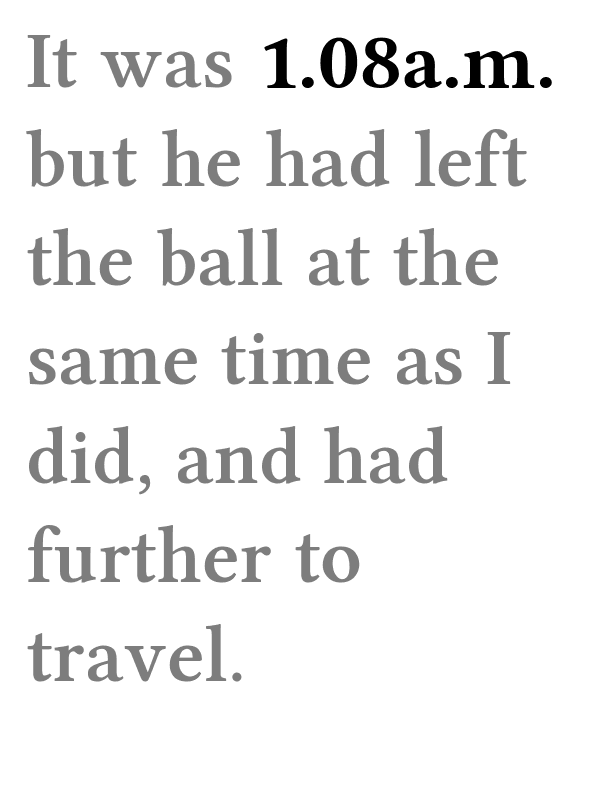 It was 1.08a.m.
but he had left
the ball at the
same time as I
did, and had
further to
travel.